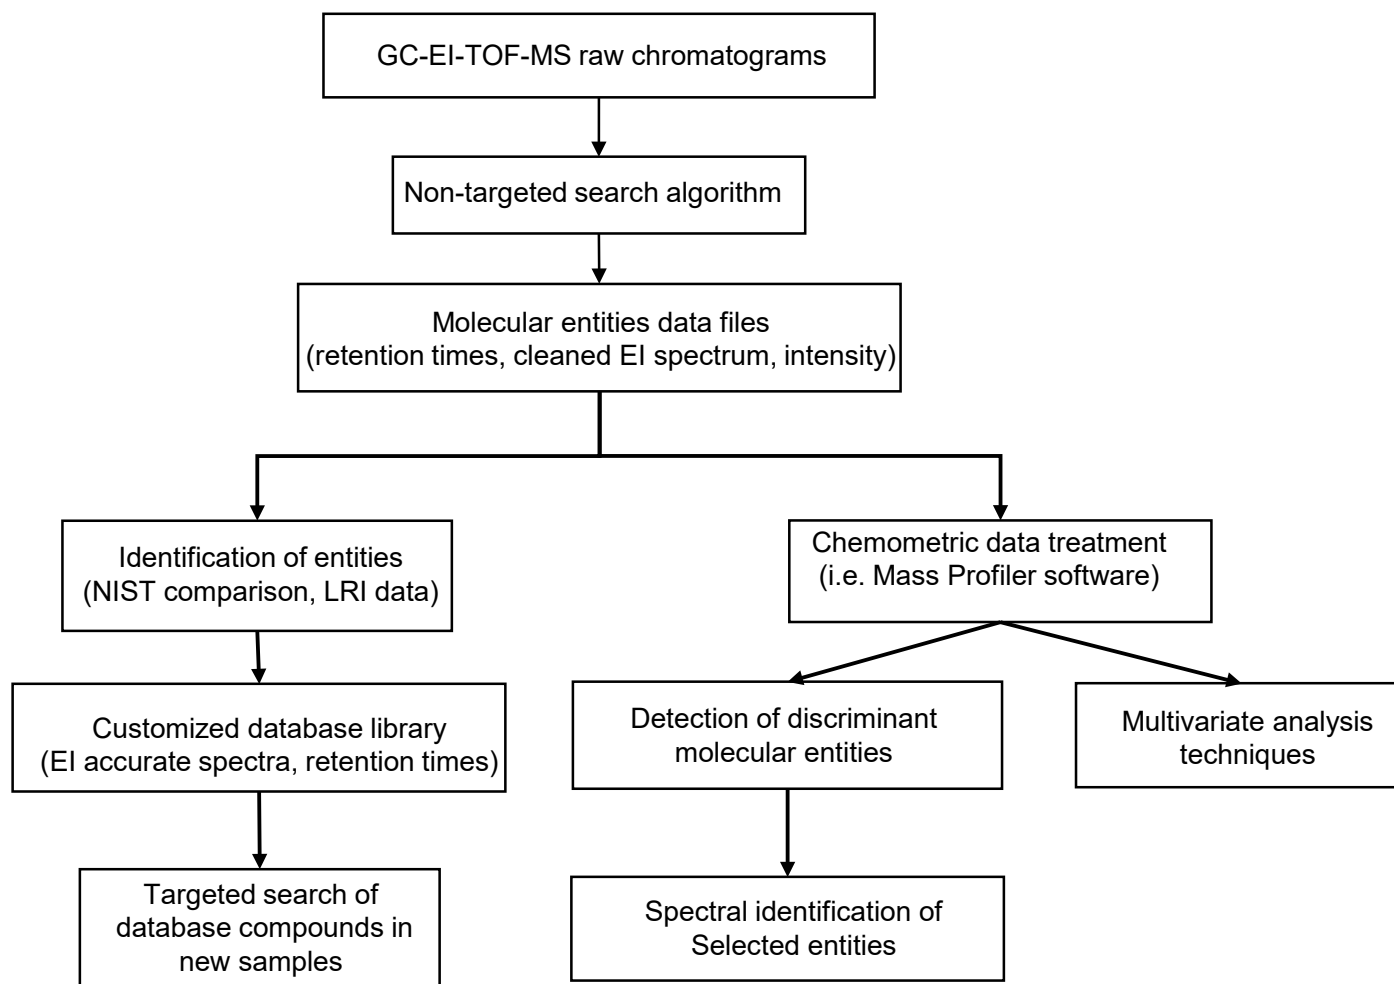 GC-EI-TOF-MS raw chromatograms
Non-targeted search algorithm
Molecular entities data files
(retention times, cleaned EI spectrum, intensity)
Identification of entities
(NIST comparison, LRI data)
Chemometric data treatment
(i.e. Mass Profiler software)
Customized database library
(EI accurate spectra, retention times)
Detection of discriminant
molecular entities
Multivariate analysis
techniques
Targeted search of
database compounds in
new samples
Spectral identification of
Selected entities